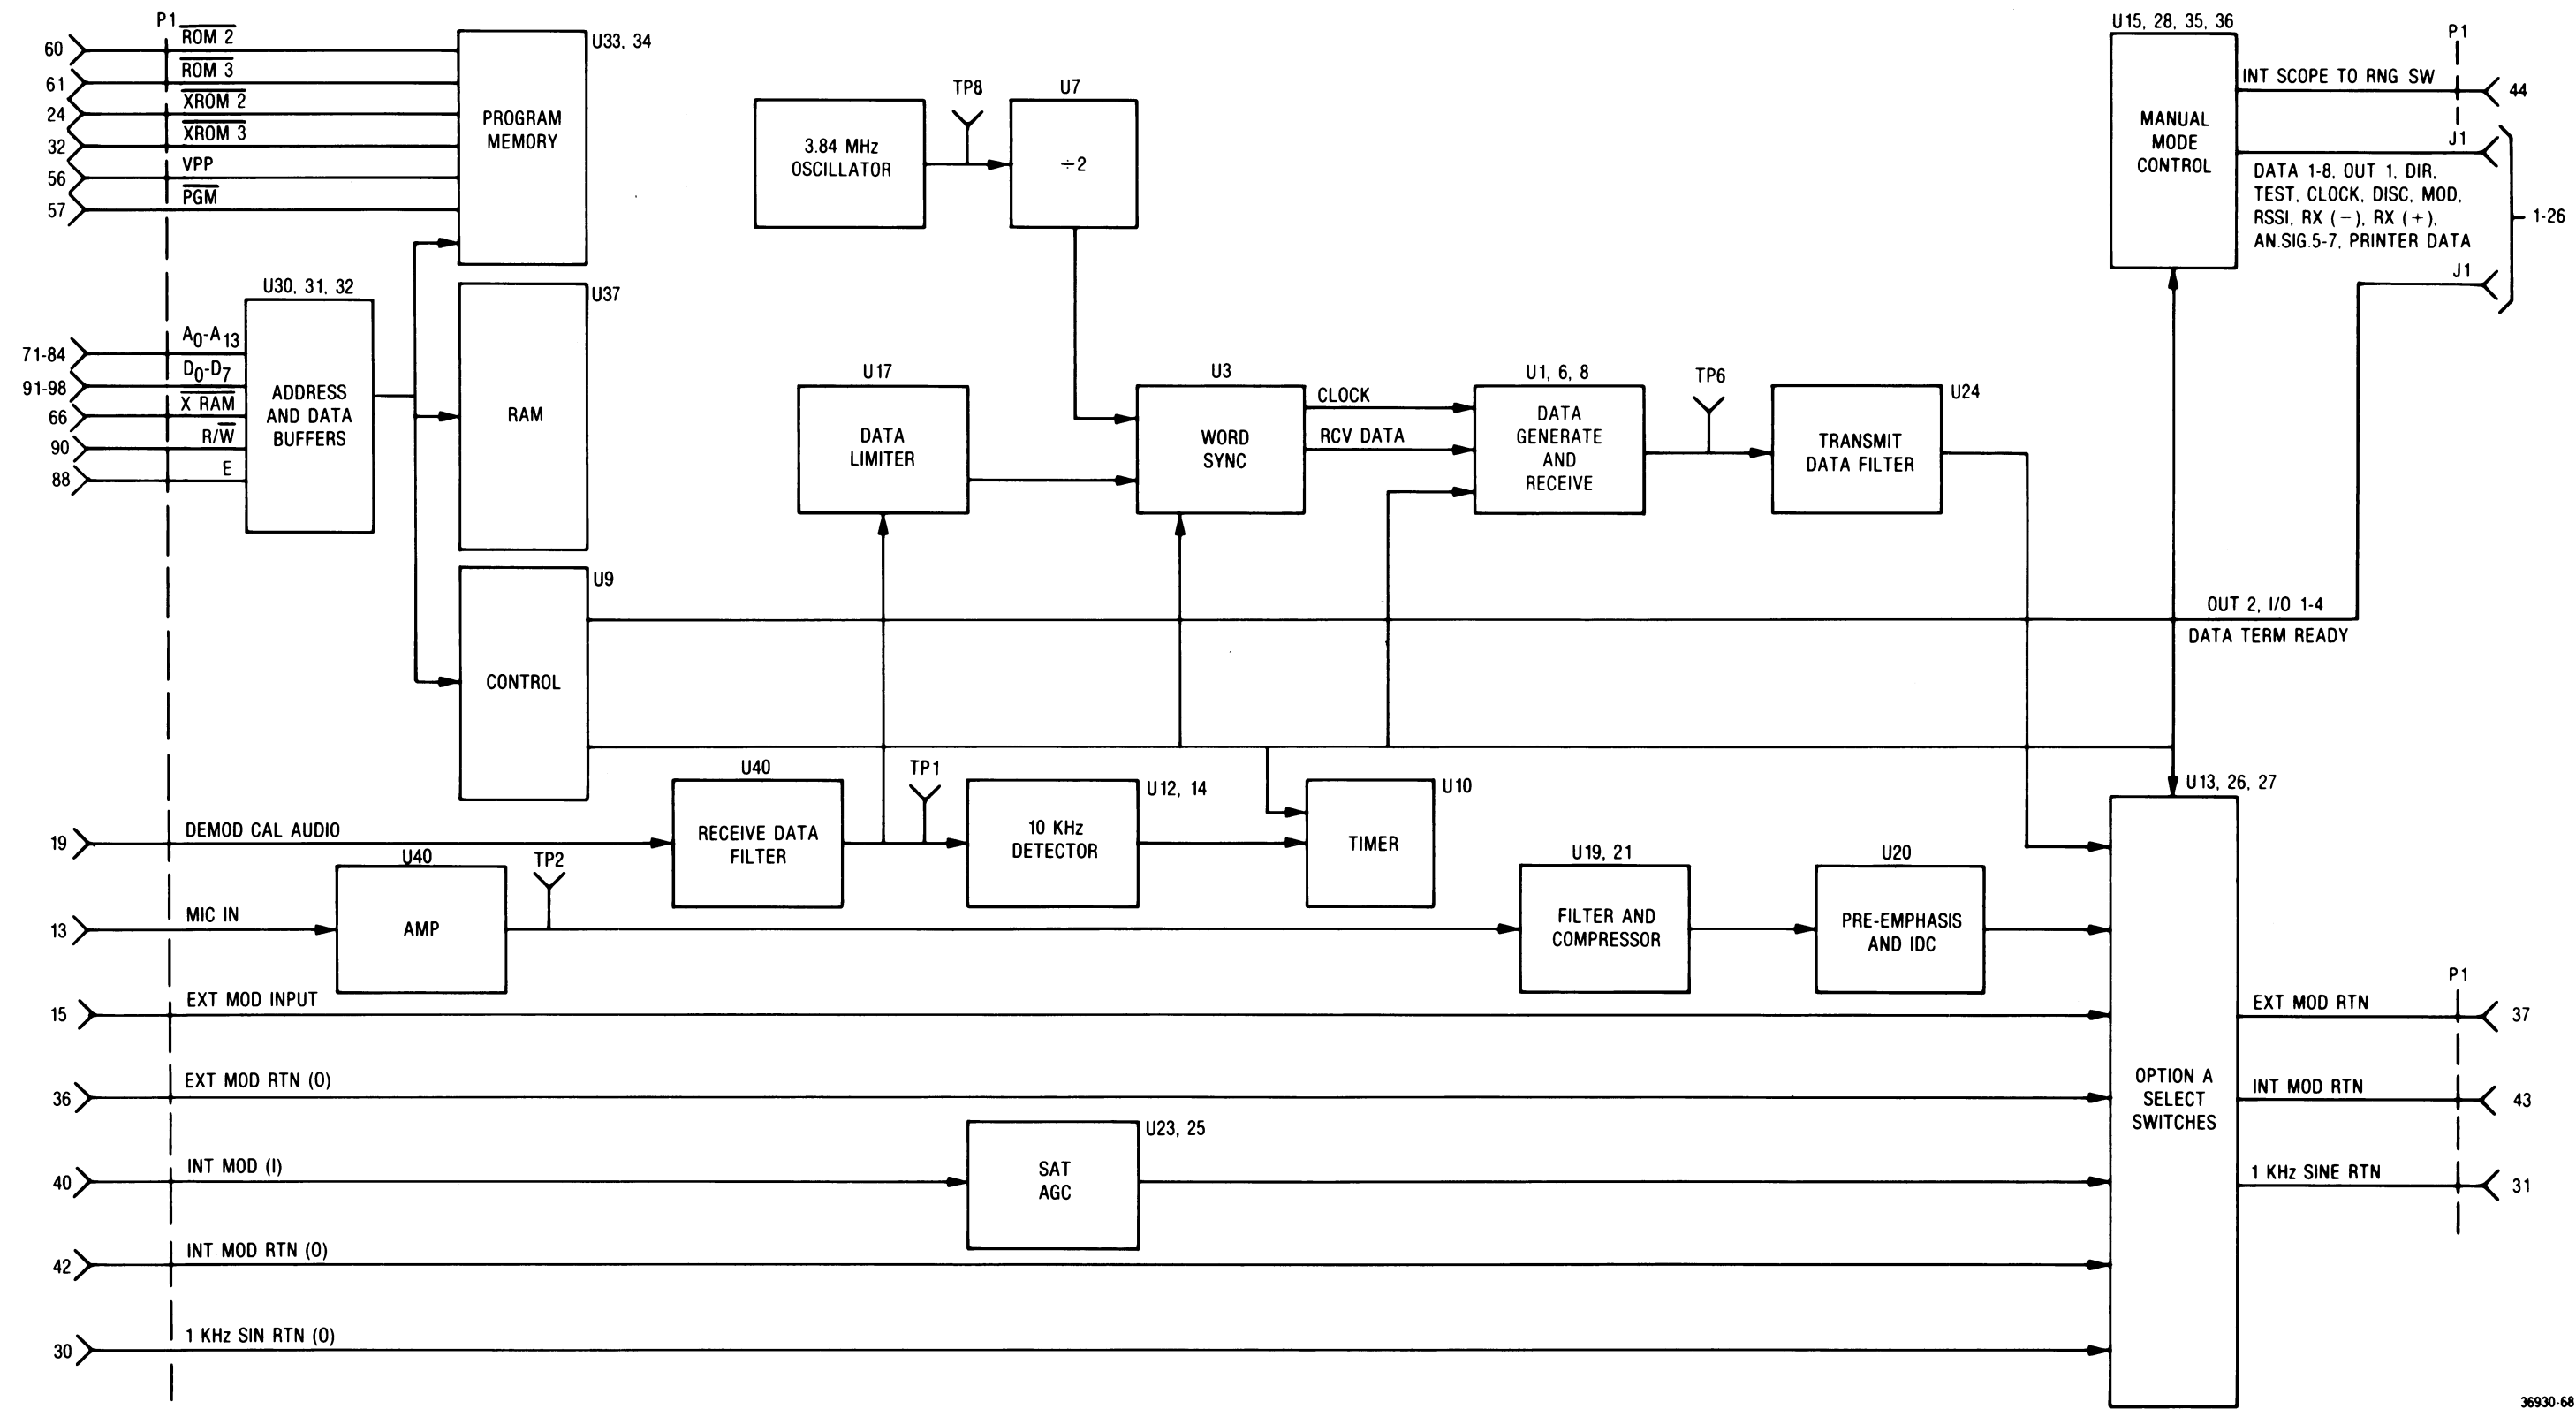 P1
60
ROM 2
61
ROM 3
24
XROM 2
32
XROM 3
56
VPP
57
PGM
PROGRAM
MEMORY
U33, 34
3.84 MHz
OSCILLATOR
TP8
U7
÷2
U15, 28, 35, 36
MANUAL
MODE
CONTROL
P1
INT SCOPE TO RNG SW
44
J1
DATA 1-8, OUT 1, DIR,
TEST, CLOCK, DISC, MOD,
RSSI, RX (−), RX (+),
AN.SIG.5-7, PRINTER DATA
1-26
J1
U30, 31, 32
71-84
A0-A13
91-98
D0-D7
66
X RAM
90
R/W
88
E
ADDRESS
AND DATA
BUFFERS
U37
RAM
U17
DATA
LIMITER
U3
WORD
SYNC
CLOCK
RCV DATA
U1, 6, 8
DATA
GENERATE
AND
RECEIVE
TP6
U24
TRANSMIT
DATA FILTER
U9
CONTROL
OUT 2, I/O 1-4
DATA TERM READY
19
DEMOD CAL AUDIO
U40
RECEIVE DATA
FILTER
TP1
U12, 14
10 KHz
DETECTOR
U10
TIMER
U13, 26, 27
13
MIC IN
U40
AMP
TP2
U19, 21
FILTER AND
COMPRESSOR
U20
PRE-EMPHASIS
AND IDC
15
EXT MOD INPUT
36
EXT MOD RTN (O)
40
INT MOD (I)
U23, 25
SAT
AGC
42
INT MOD RTN (O)
30
1 KHz SIN RTN (O)
OPTION A
SELECT
SWITCHES
P1
EXT MOD RTN
37
INT MOD RTN
43
1 KHz SINE RTN
31
36930-68